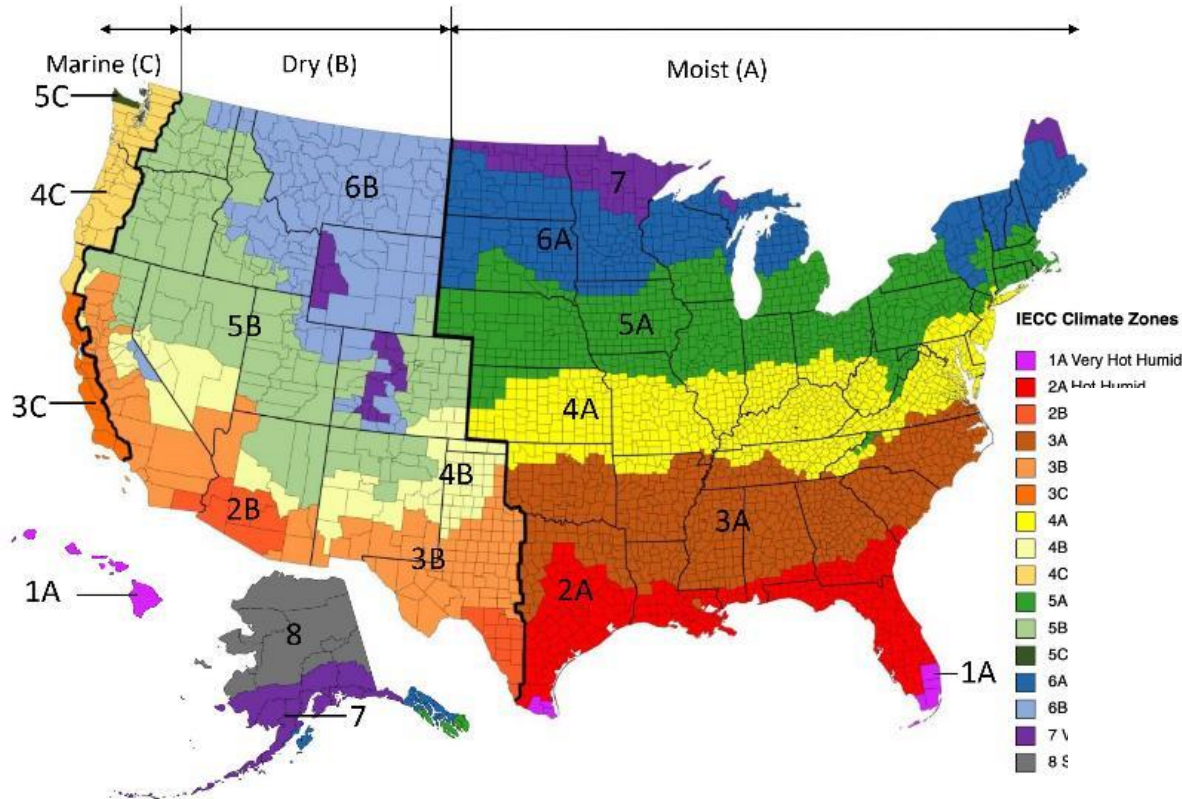 Marine (C)
Dry (B)
Moist (A)
5C
4C
6B
7
6A
5B
5A
3C
4A
4B
2B
3A
3B
1A
2A
8
7
1A
IECC Climate Zones
1A Very Hot Humid
2A Hot Humid
2B
3A
3B
3C
4A
4B
4C
5A
5B
5C
6A
6B
7 V
8 S